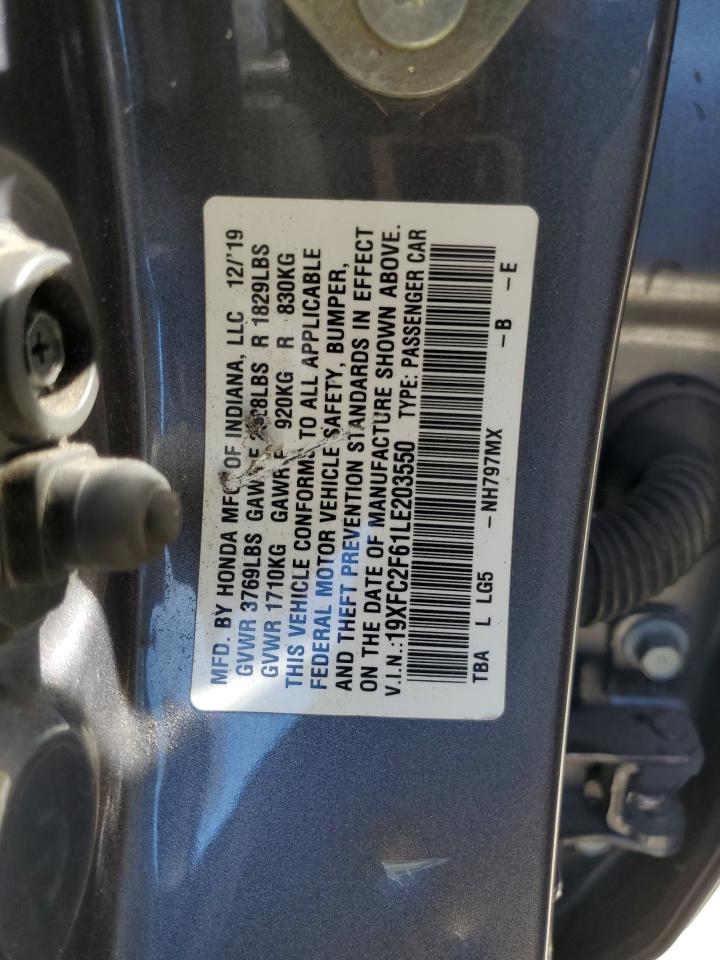 MFD. BY HONDA MFG OF INDIANA, LLC 12/'19
GVWR 3769LBS GAWR F LBS R 1829LBS
GVWR 1710KG GAWR F 920KG R 830KG
THIS VEHICLE CONFORMS TO ALL APPLICABLE
FEDERAL MOTOR VEHICLE SAFETY, BUMPER,
AND THEFT PREVENTION STANDARDS IN EFFECT
ON THE DATE OF MANUFACTURE SHOWN ABOVE.
V.I.N.:19XFC2F61LE203550 TYPE: PASSENGER CAR
TBA L LG5 -NH797MX -B -E